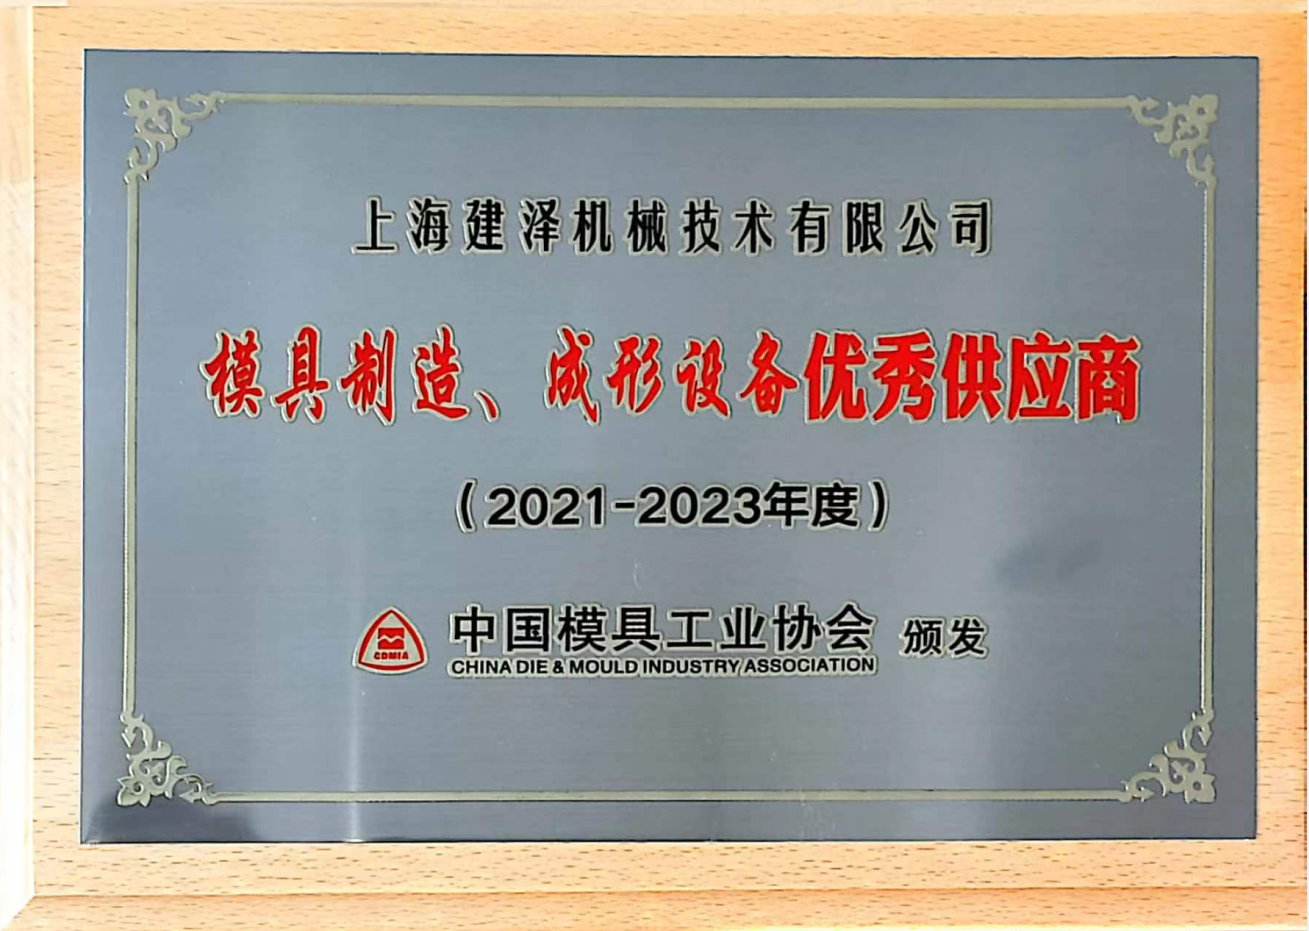 上海建泽机械技术有限公司
模具制造、成形设备优秀供应商
（2021-2023年度）
CDMIA
中国模具工业协会 颁发
CHINA DIE & MOULD INDUSTRY ASSOCIATION